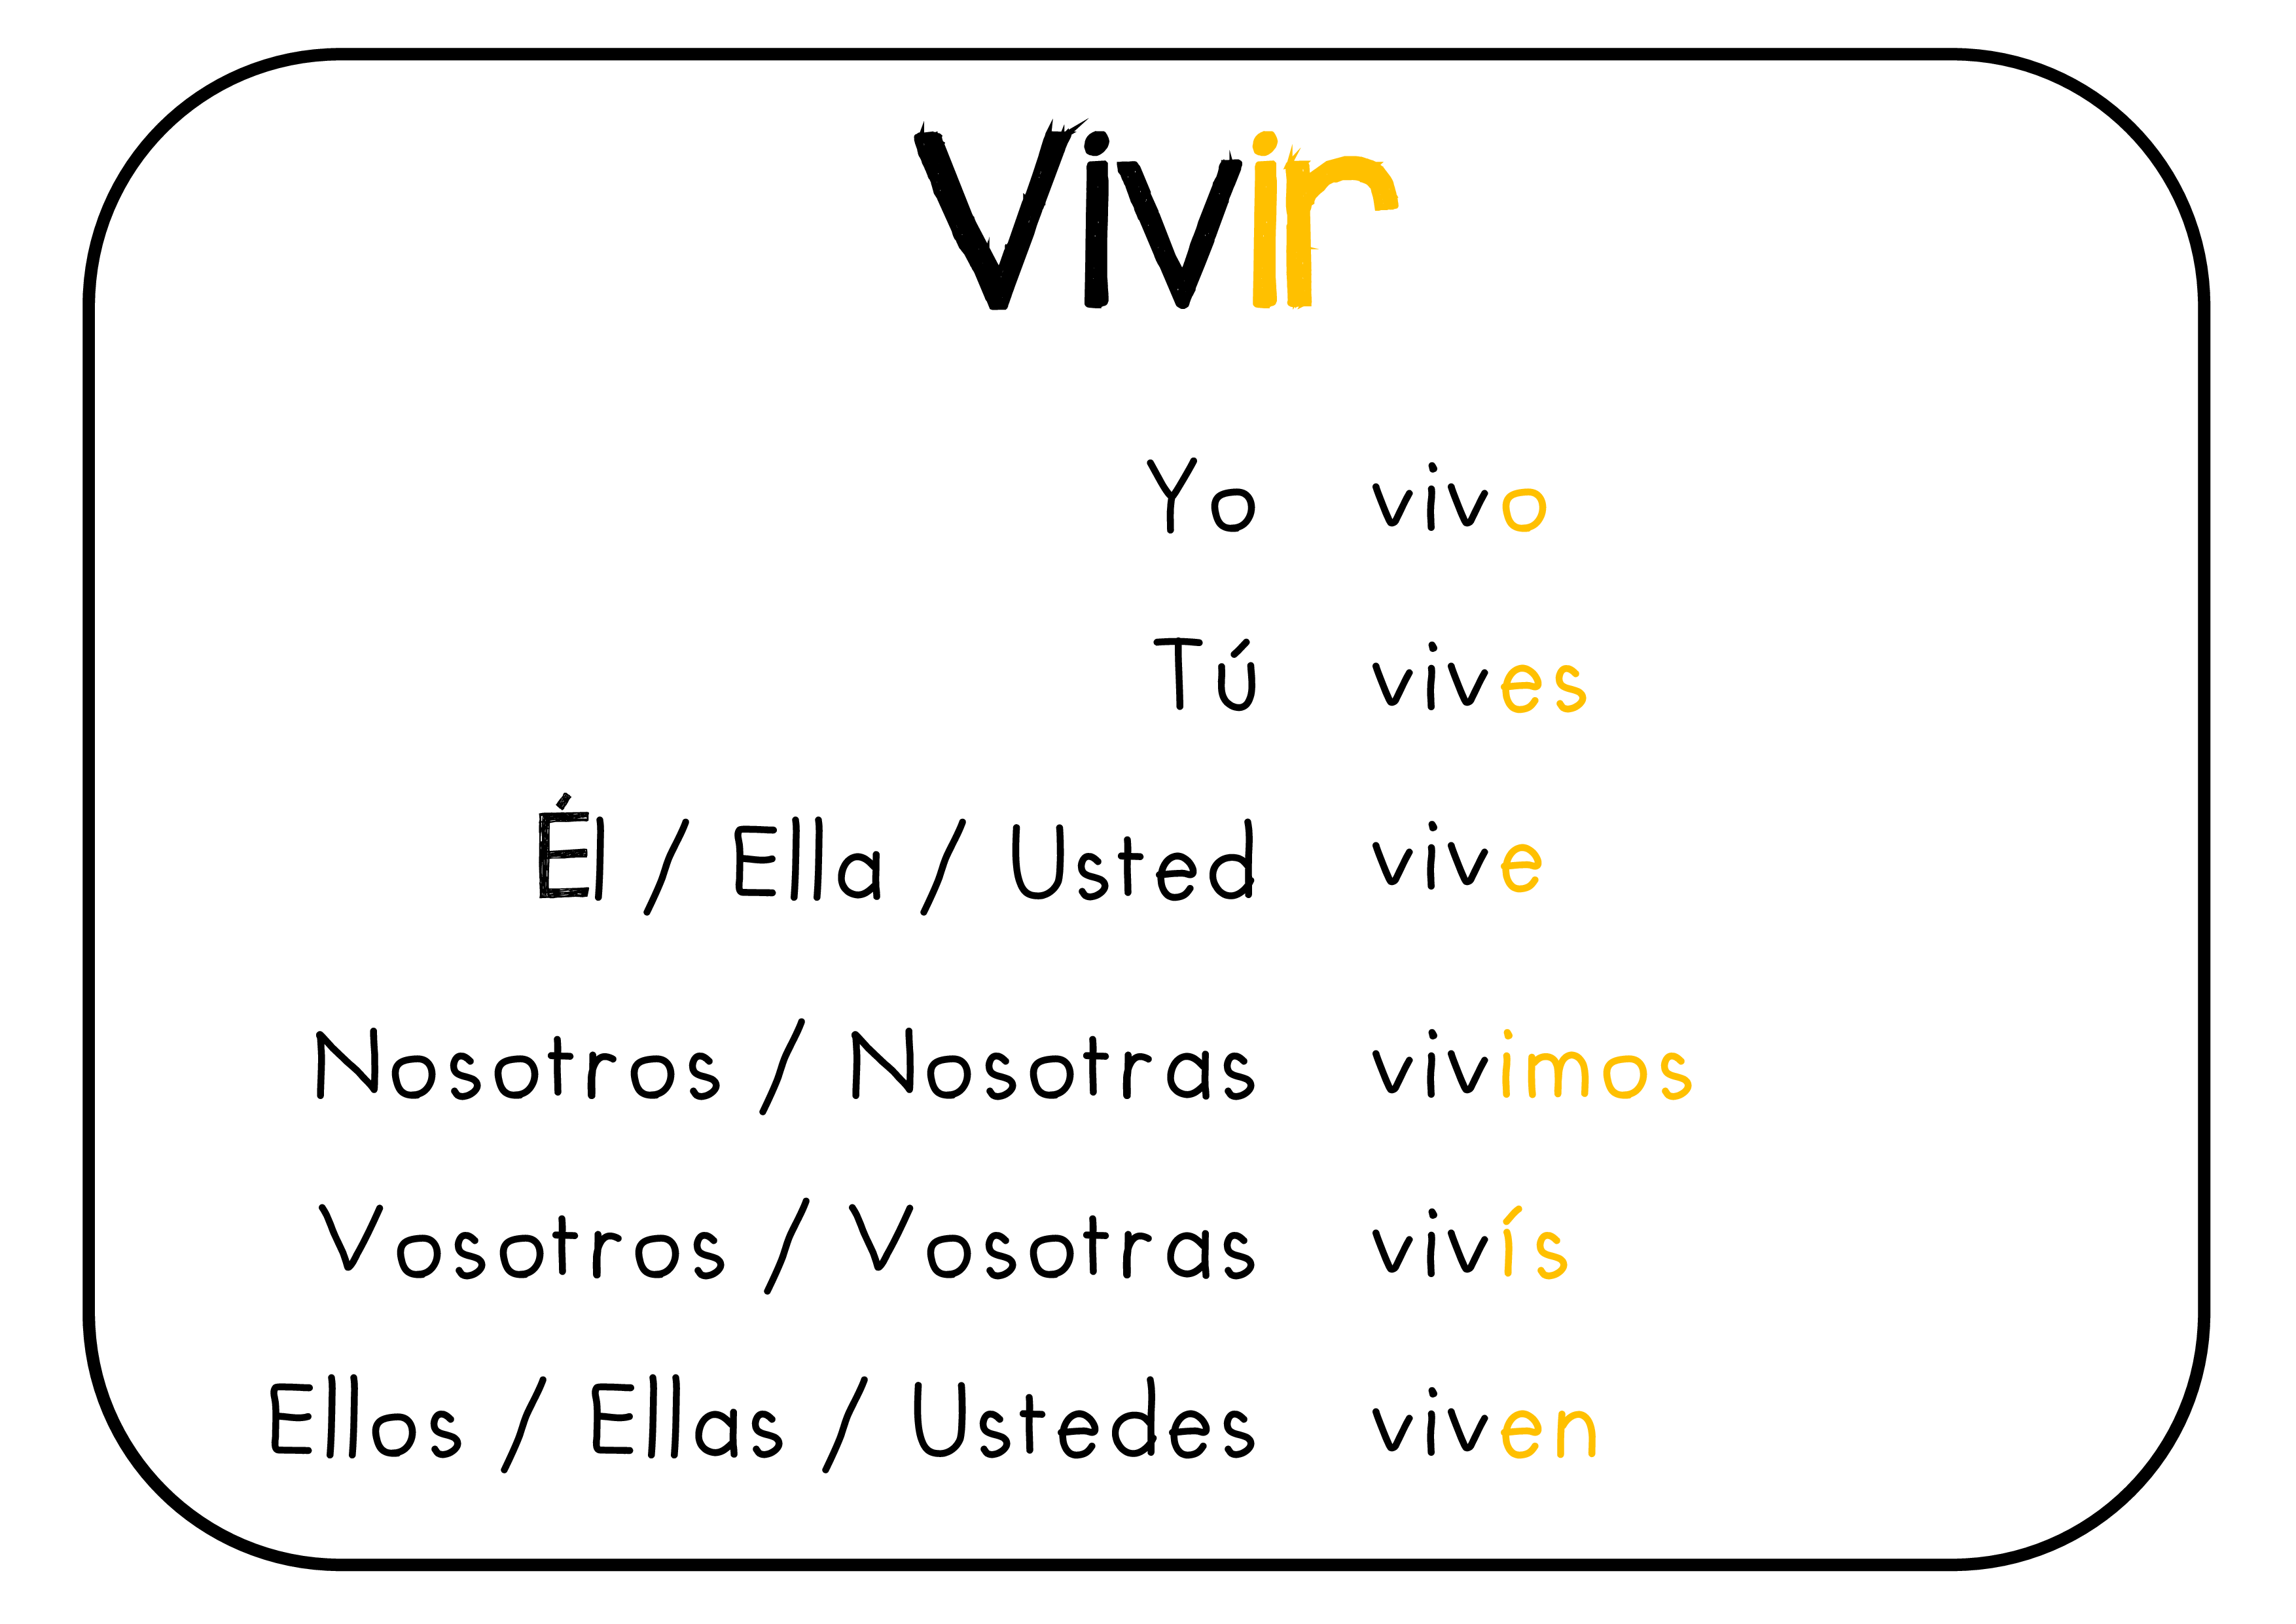 Vivir
Yo vivo
Tú vives
Él / Ella / Usted vive
Nosotros / Nosotras vivimos
Vosotros / Vosotras vivís
Ellos / Ellas / Ustedes viven